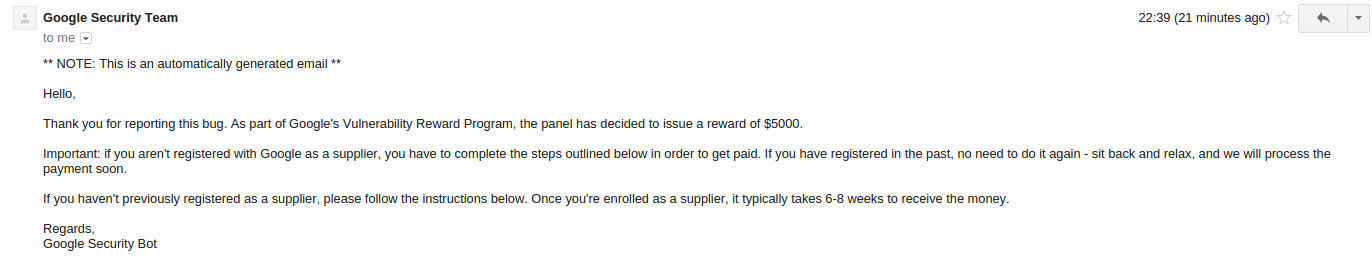 Google Security Team
22:39 (21 minutes ago)
to me
** NOTE: This is an automatically generated email **
Hello,
Thank you for reporting this bug. As part of Google's Vulnerability Reward Program, the panel has decided to issue a reward of $5000.
Important: if you aren't registered with Google as a supplier, you have to complete the steps outlined below in order to get paid. If you have registered in the past, no need to do it again - sit back and relax, and we will process the
payment soon.
If you haven't previously registered as a supplier, please follow the instructions below. Once you're enrolled as a supplier, it typically takes 6-8 weeks to receive the money.
Regards,
Google Security Bot